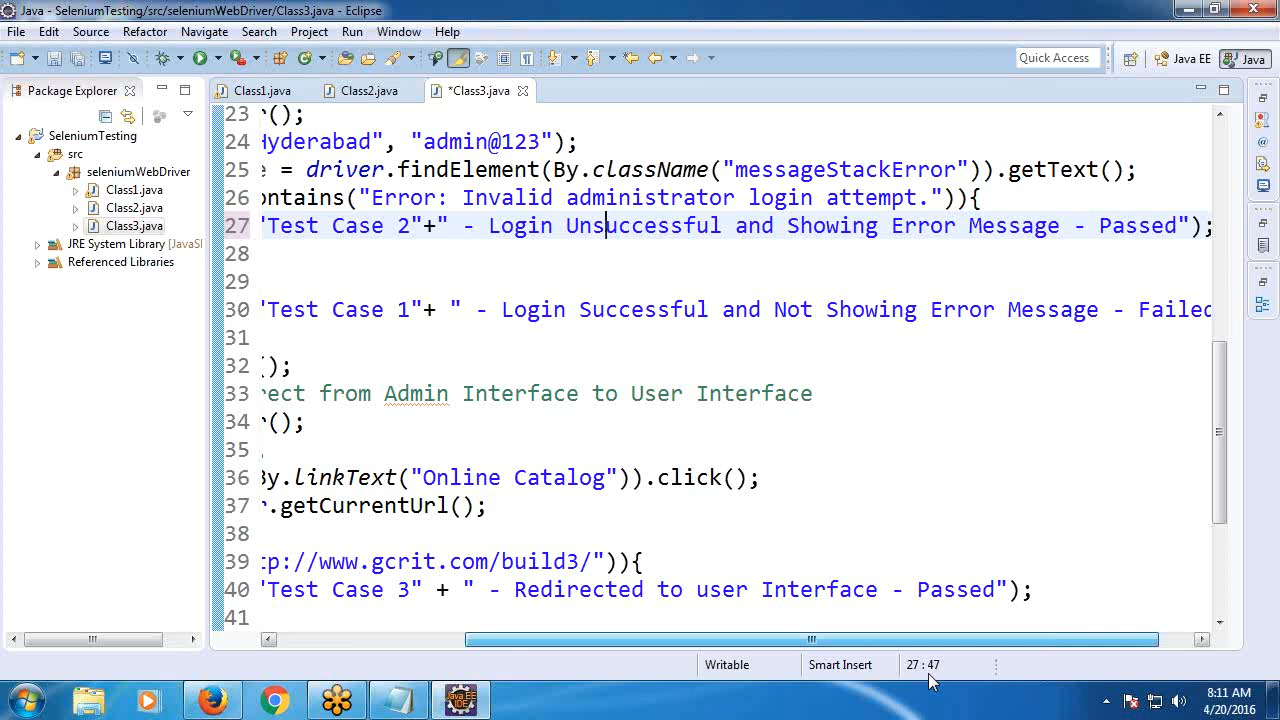 Java - SeleniumTesting/src/seleniumWebDriver/Class3.java - Eclipse
File Edit Source Refactor Navigate Search Project Run Window Help
Quick Access
Java EE
Java
Package Explorer
Class1.java
Class2.java
*Class3.java
SeleniumTesting
src
seleniumWebDriver
Class1.java
Class2.java
Class3.java
JRE System Library [JavaS
Referenced Libraries
23 r();
24 Hyderabad", "admin@123");
25 e = driver.findElement(By.className("messageStackError")).getText();
26 ontains("Error: Invalid administrator login attempt.")){
27 "Test Case 2"+" - Login Unsuccessful and Showing Error Message - Passed");
28
29
30 "Test Case 1"+ " - Login Successful and Not Showing Error Message - Failed
31
32 ();
33 rect from Admin Interface to User Interface
34 r();
35
36 By.linkText("Online Catalog")).click();
37 r.getCurrentUrl();
38
39 tp://www.gcrit.com/build3/")){
40 "Test Case 3" + " - Redirected to user Interface - Passed");
41
Writable
Smart Insert
27 : 47
Java EE
IDE
8:11 AM
4/20/2016